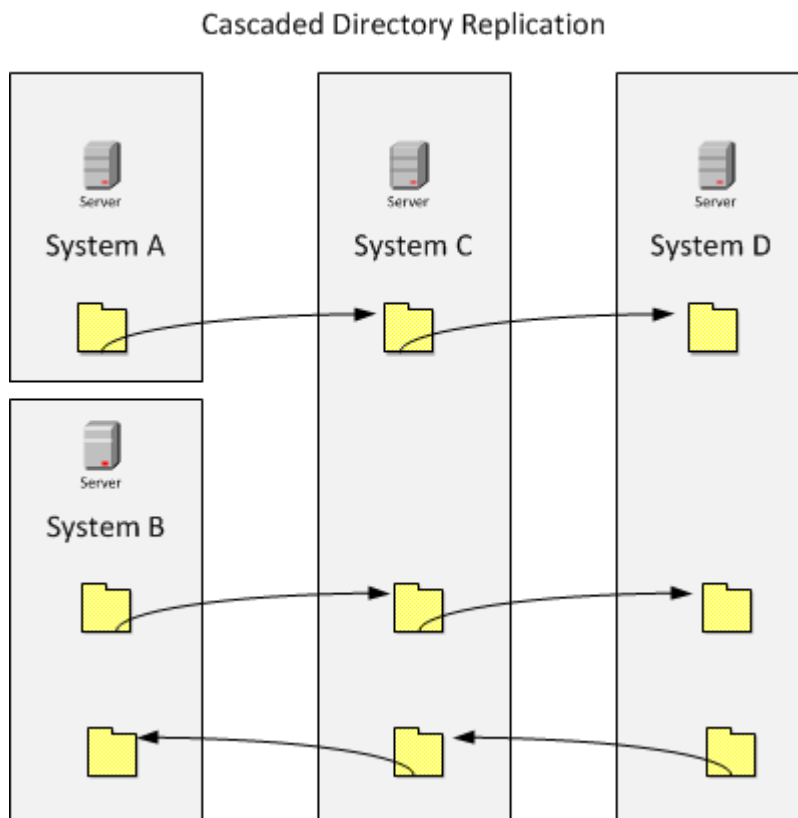 Cascaded Directory Replication
Server
System A
Server
System C
Server
System D
Server
System B